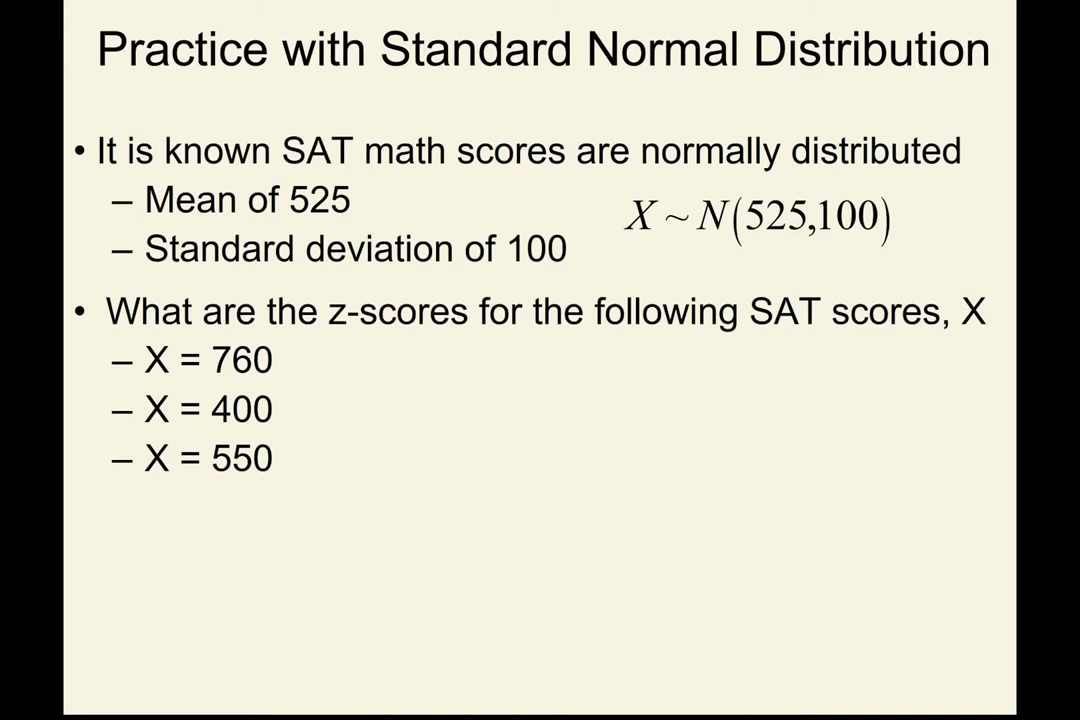 Practice with Standard Normal Distribution
• It is known SAT math scores are normally distributed
– Mean of 525
X ~ N(525,100)
– Standard deviation of 100
• What are the z-scores for the following SAT scores, X
– X = 760
– X = 400
– X = 550